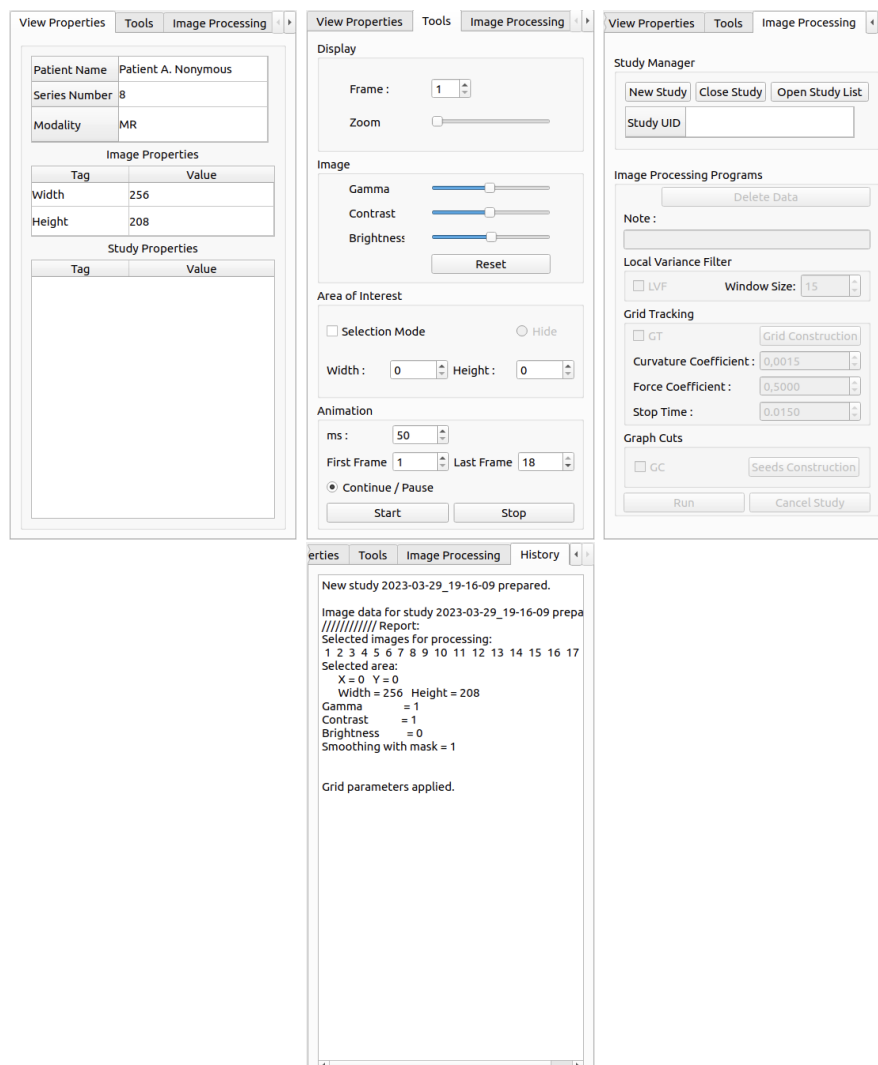 View Properties Tools Image Processing
Patient Name Patient A. Nonymous
Series Number 8
Modality MR
Image Properties
Tag Value
Width 256
Height 208
Study Properties
Tag Value
View Properties Tools Image Processing
Display
Frame : 1
Zoom
Image
Gamma
Contrast
Brightness
Reset
Area of Interest
Selection Mode Hide
Width : 0 Height : 0
Animation
ms : 50
First Frame 1 Last Frame 18
Continue / Pause
Start Stop
View Properties Tools Image Processing
Study Manager
New Study Close Study Open Study List
Study UID
Image Processing Programs
Delete Data
Note :
Local Variance Filter
LVF Window Size: 15
Grid Tracking
GT Grid Construction
Curvature Coefficient : 0,0015
Force Coefficient : 0,5000
Stop Time : 0.0150
Graph Cuts
GC Seeds Construction
Run Cancel Study
erties Tools Image Processing History
New study 2023-03-29_19-16-09 prepared.
Image data for study 2023-03-29_19-16-09 prepa
/////////// Report:
Selected images for processing:
1 2 3 4 5 6 7 8 9 10 11 12 13 14 15 16 17
Selected area:
X = 0 Y = 0
Width = 256 Height = 208
Gamma = 1
Contrast = 1
Brightness = 0
Smoothing with mask = 1
Grid parameters applied.